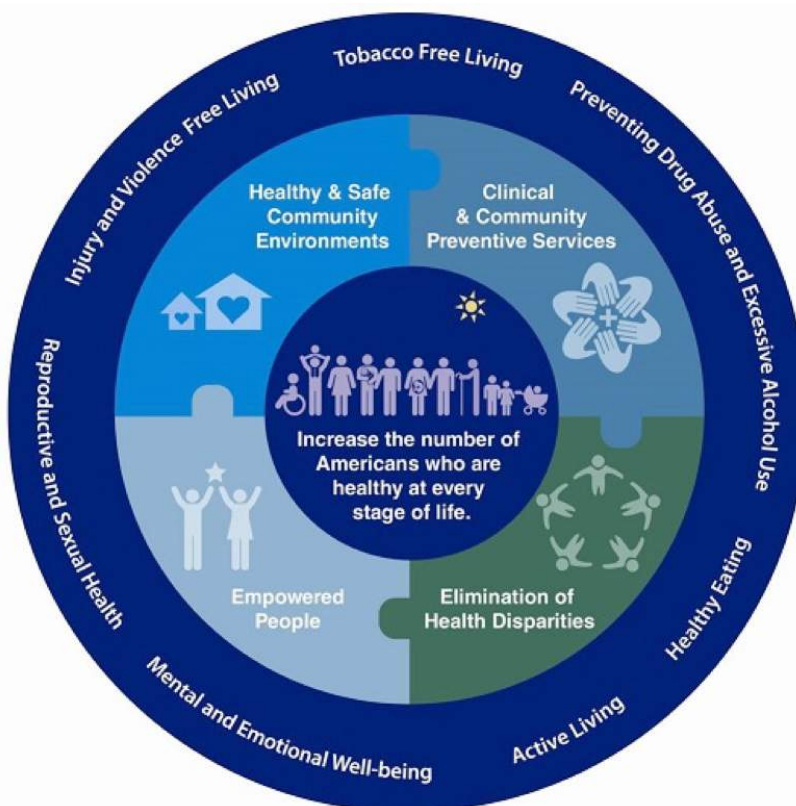 Tobacco Free Living
Preventing Drug Abuse and Excessive Alcohol Use
Healthy Eating
Active Living
Mental and Emotional Well-being
Reproductive and Sexual Health
Injury and Violence Free Living
Healthy & Safe
Community
Environments
Clinical
& Community
Preventive Services
Increase the number of
Americans who are
healthy at every
stage of life.
Empowered
People
Elimination of
Health Disparities